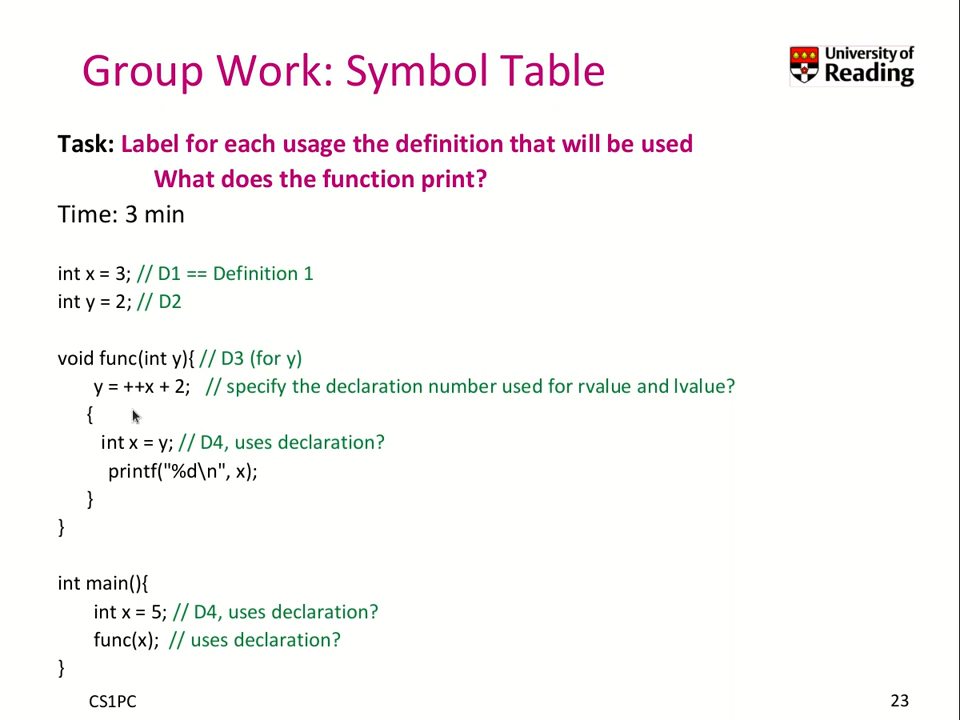 Group Work: Symbol Table
University of
Reading
Task: Label for each usage the definition that will be used
What does the function print?
Time: 3 min
int x = 3; // D1 == Definition 1
int y = 2; // D2
void func(int y){ // D3 (for y)
y = ++x + 2; // specify the declaration number used for rvalue and lvalue?
{
int x = y; // D4, uses declaration?
printf("%d\n", x);
}
}
int main(){
int x = 5; // D4, uses declaration?
func(x); // uses declaration?
}
CS1PC
23